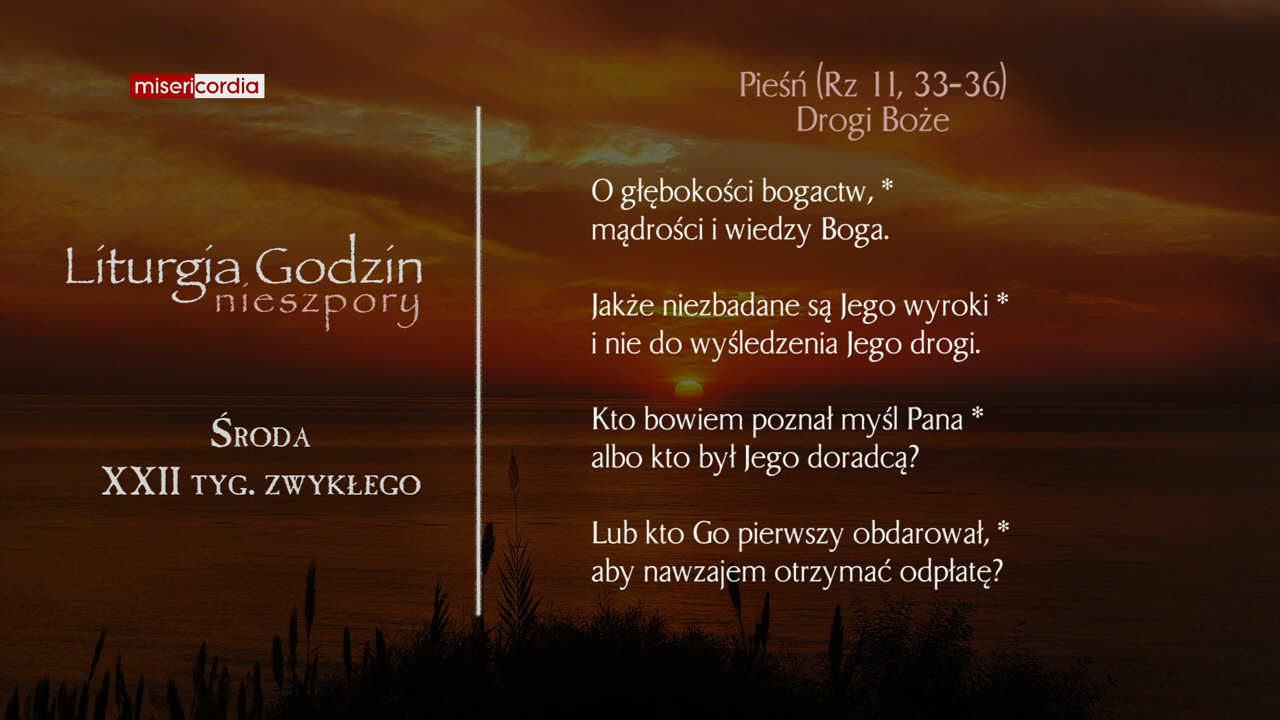 misericordia
Liturgia Godzin
nieszpory
Środa
XXII tyg. zwykłego
Pieśń (Rz 11, 33-36)
Drogi Boże
O głębokości bogactw, *
mądrości i wiedzy Boga.
Jakże niezbadane są Jego wyroki *
i nie do wyśledzenia Jego drogi.
Kto bowiem poznał myśl Pana *
albo kto był Jego doradcą?
Lub kto Go pierwszy obdarował, *
aby nawzajem otrzymać odpłatę?